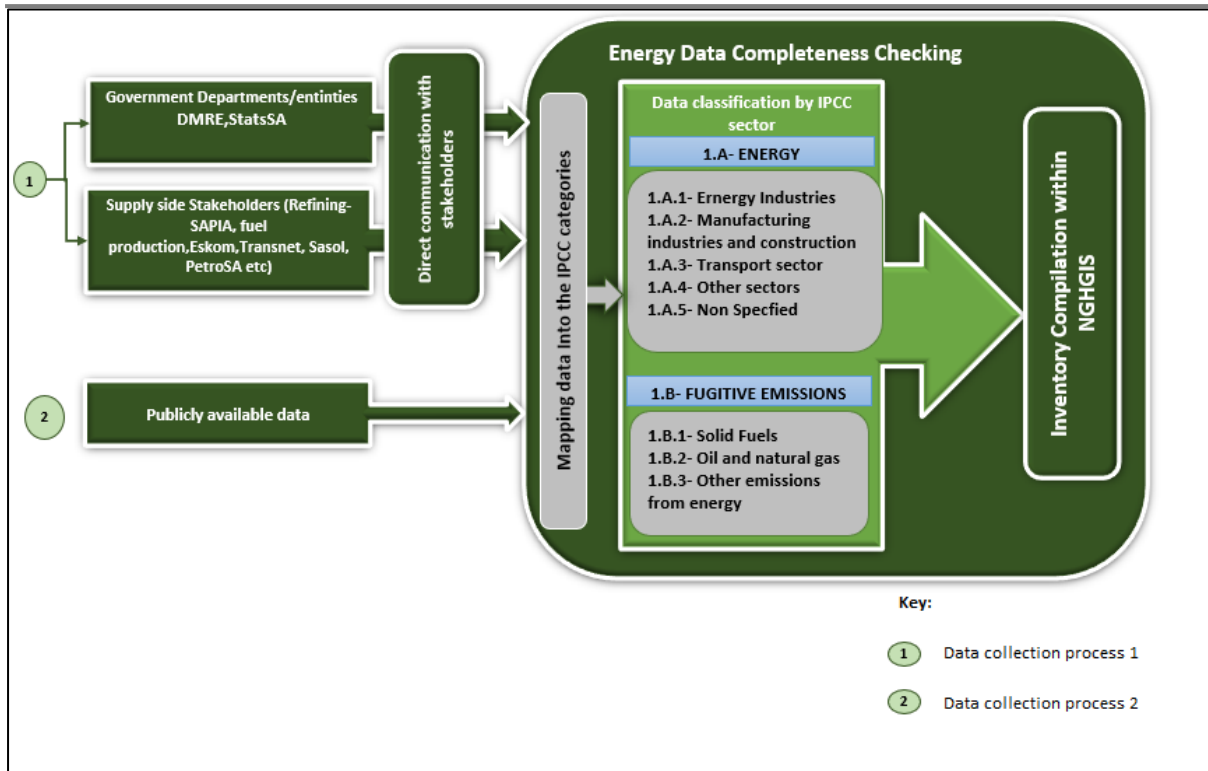 Energy Data Completeness Checking
Government Departments/entinties
DMRE,StatsSA
1
Supply side Stakeholders (Refining-
SAPIA, fuel
production,Eskom,Transnet, Sasol,
PetroSA etc)
Direct communication with
stakeholders
2
Publicly available data
Mapping data Into the IPCC categories
Data classification by IPCC
sector
1.A- ENERGY
1.A.1- Ernergy Industries
1.A.2- Manufacturing
industries and construction
1.A.3- Transport sector
1.A.4- Other sectors
1.A.5- Non Specfied
1.B- FUGITIVE EMISSIONS
1.B.1- Solid Fuels
1.B.2- Oil and natural gas
1.B.3- Other emissions
from energy
Inventory Compilation within
NGHGIS
Key:
1 Data collection process 1
2 Data collection process 2